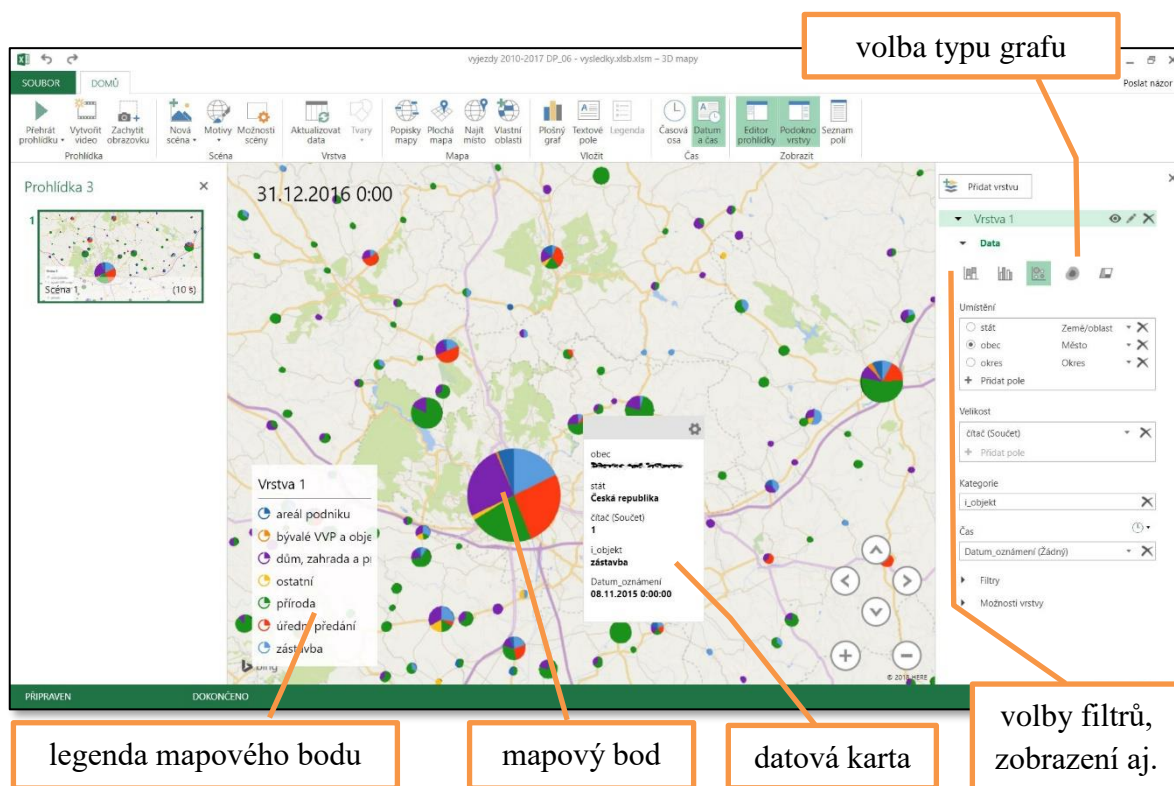 volba typu grafu
vyjezdy 2010-2017 DP_06 - vysledky.xlsb.xlsm – 3D mapy
SOUBOR DOMŮ
Poslat názor
Přehrát prohlídku
Vytvořit video
Zachytit obrazovku
Nová scéna
Motivy
Možnosti scény
Aktualizovat data
Tvary
Popisky mapy
Plochá mapa
Najít místo
Vlastní oblasti
Plošný graf
Textové pole
Legenda
Časová osa
Datum a čas
Editor prohlídky
Podokno vrstvy
Seznam polí
Prohlídka Scéna Vrstva Mapa Vložit Čas Zobrazit
Prohlídka 3
1
Scéna 1 (10 s)
31.12.2016 0:00
Vrstva 1
areál podniku
bývalé VVP a obje
dům, zahrada a p
ostatní
příroda
úřední předání
zástavba
bing
obec
stát
Česká republika
čítač (Součet)
1
i_objekt
zástavba
Datum_oznámení
08.11.2015 0:00:00
© 2018 HERE
Přidat vrstvu
Vrstva 1
Data
Umístění
stát Země/oblast
obec Město
okres Okres
Přidat pole
Velikost
čítač (Součet)
Přidat pole
Kategorie
i_objekt
Čas
Datum_oznámení (Žádný)
Filtry
Možnosti vrstvy
PŘIPRAVEN DOKONČENO
legenda mapového bodu
mapový bod
datová karta
volby filtrů,
zobrazení aj.